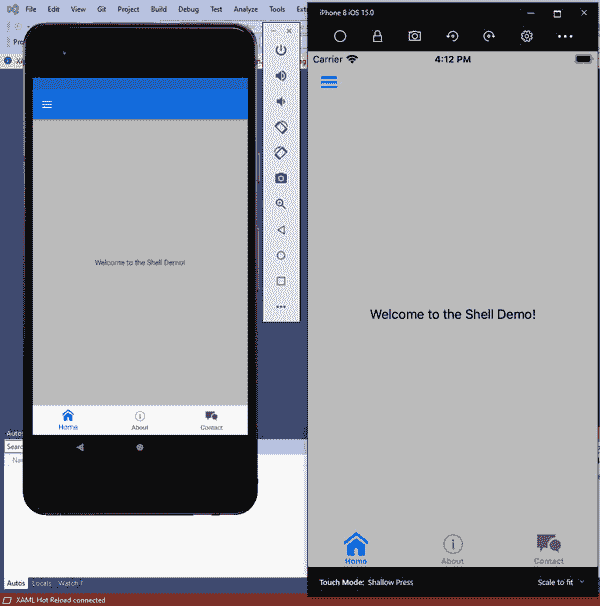 File Edit View Git Project Build Debug Test Analyze Tools
Welcome to the Shell Demo!
Home About Contact
Autos
Autos Locals Watch 1
XAML Hot Reload connected
iPhone 8 iOS 15.0
Carrier 4:12 PM
Welcome to the Shell Demo!
Home About Contact
Touch Mode: Shallow Press Scale to fit